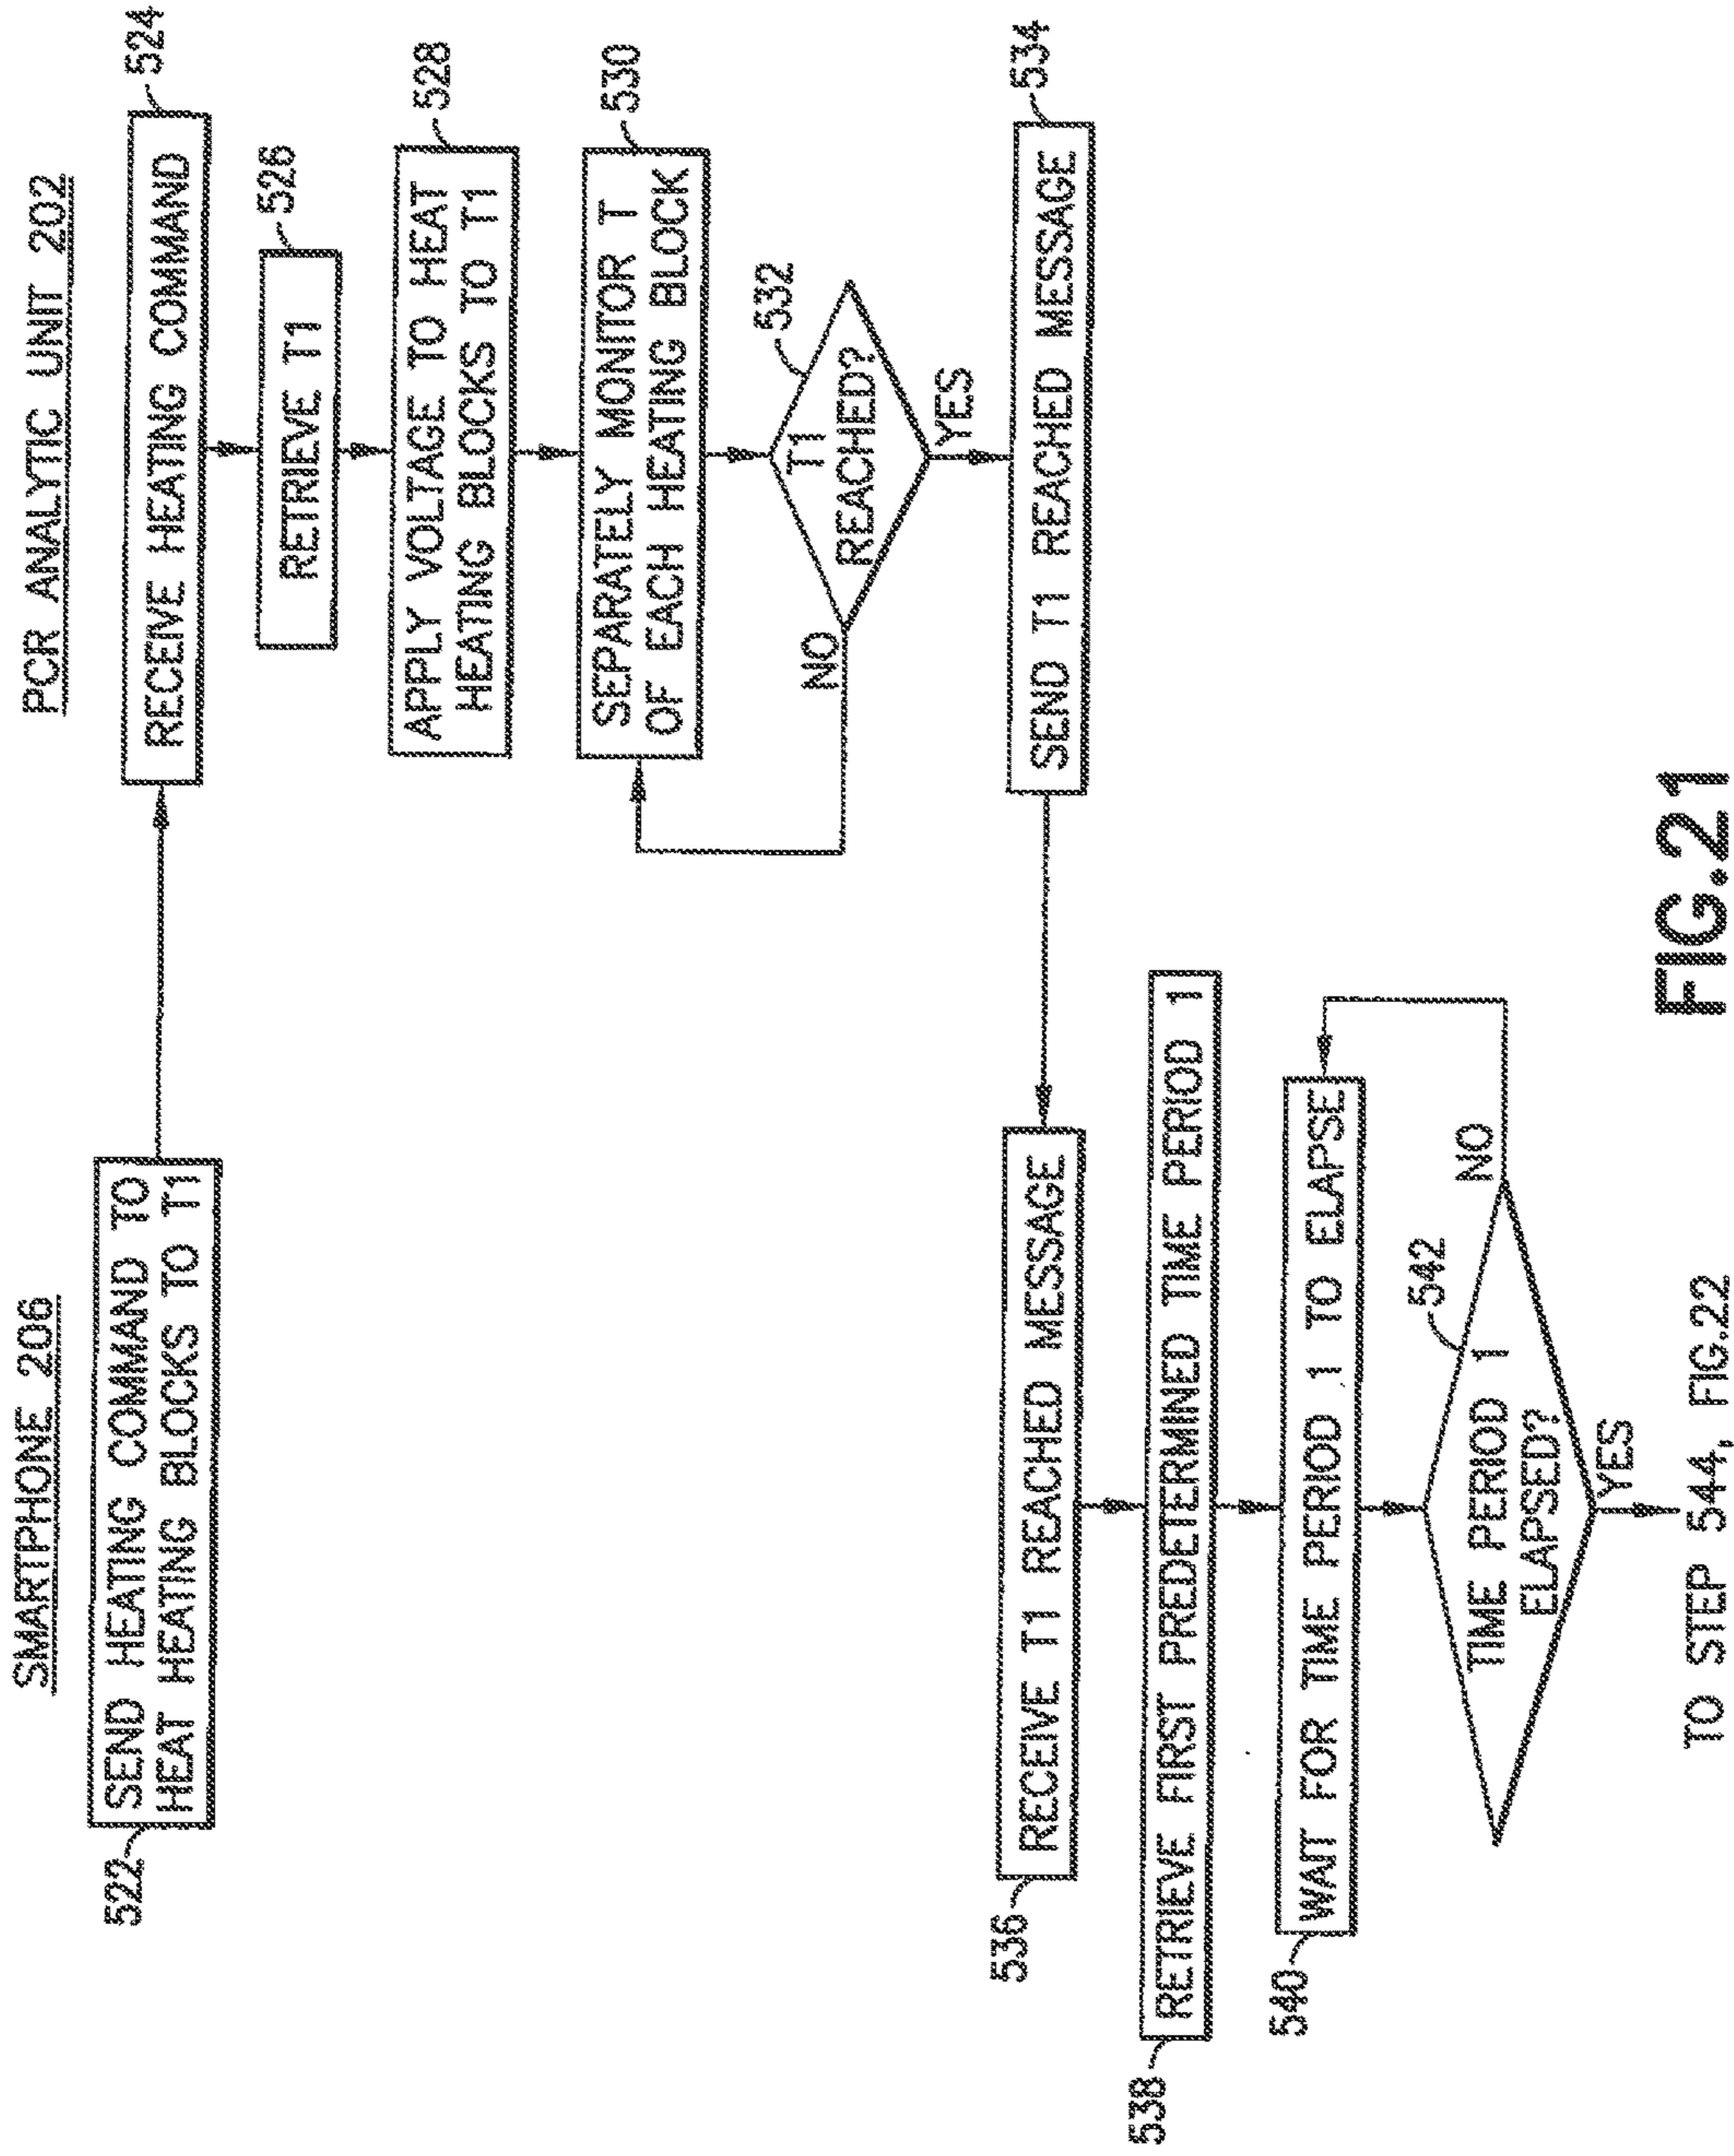 SMARTPHONE 206
PCR ANALYTIC UNIT 202
522
SEND HEATING COMMAND TO
HEAT HEATING BLOCKS TO T1
524
RECEIVE HEATING COMMAND
526
RETRIEVE T1
528
APPLY VOLTAGE TO HEAT
HEATING BLOCKS TO T1
530
SEPARATELY MONITOR T
OF EACH HEATING BLOCK
532
T1
REACHED?
NO
YES
534
SEND T1 REACHED MESSAGE
536
RECEIVE T1 REACHED MESSAGE
538
RETRIEVE FIRST PREDETERMINED TIME PERIOD 1
540
WAIT FOR TIME PERIOD 1 TO ELAPSE
542
TIME PERIOD 1
ELAPSED?
NO
YES
TO STEP 544, FIG.22
FIG.21